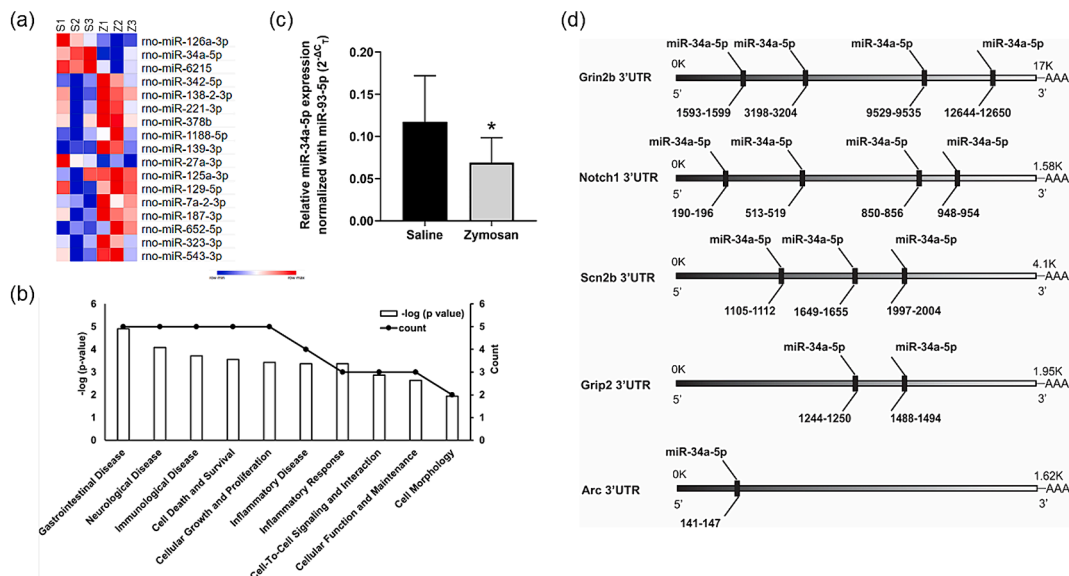 (a)
S1 S2 S3 Z1 Z2 Z3
rno-miR-126a-3p
rno-miR-34a-5p
rno-miR-6215
rno-miR-342-5p
rno-miR-138-2-3p
rno-miR-221-3p
rno-miR-378b
rno-miR-1188-5p
rno-miR-139-3p
rno-miR-27a-3p
rno-miR-125a-3p
rno-miR-129-5p
rno-miR-7a-2-3p
rno-miR-187-3p
rno-miR-652-5p
rno-miR-323-3p
rno-miR-543-3p
row min row max
(b)
-log (p value)
count
-log (p-value)
6
5
4
3
2
1
0
Count
6
5
4
3
2
1
0
Gastrointestinal Disease
Neurological Disease
Immunological Disease
Cell Death and Survival
Cellular Growth and Proliferation
Inflammatory Disease
Inflammatory Response
Cell-To-Cell Signaling and Interaction
Cellular Function and Maintenance
Cell Morphology
(c)
Relative miR-34a-5p expression
normalized with miR-93-5p (2-ΔCT)
0.20
0.15
0.10
0.05
0.00
*
Saline Zymosan
(d)
miR-34a-5p miR-34a-5p miR-34a-5p miR-34a-5p
0K 17K
Grin2b 3'UTR AAA
5' 3'
1593-1599 3198-3204 9529-9535 12644-12650
miR-34a-5p miR-34a-5p miR-34a-5p miR-34a-5p
0K 1.58K
Notch1 3'UTR AAA
5' 3'
190-196 513-519 850-856 948-954
miR-34a-5p miR-34a-5p miR-34a-5p
0K 4.1K
Scn2b 3'UTR AAA
5' 3'
1105-1112 1649-1655 1997-2004
miR-34a-5p miR-34a-5p
0K 1.95K
Grip2 3'UTR AAA
5' 3'
1244-1250 1488-1494
miR-34a-5p
0K 1.62K
Arc 3'UTR AAA
5' 3'
141-147